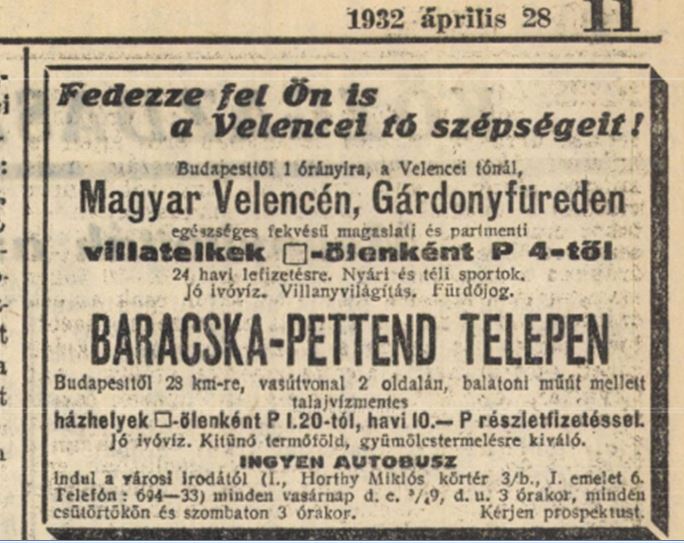 1932 április 28 11
Fedezze fel Ön is
a Velencei tó szépségeit!
Budapesttől 1 órányira, a Velencei tónál,
Magyar Velencén, Gárdonyfüreden
egészséges fekvésű magaslati és partmenti
villatelkek □-ölenként P 4-től
24 havi lefizetésre. Nyári és téli sportok.
Jó ivóvíz. Villanyvilágítás. Fürdőjog.
BARACSKA-PETTEND TELEPEN
Budapesttől 28 km-re, vasútvonal 2 oldalán, balatoni műút mellett
talajvízmentes
házhelyek □-ölenként P 1.20-tól, havi 10.— P részletfizetéssel.
Jó ivóvíz. Kitünő termőföld, gyümölcstermelésre kiváló.
INGYEN AUTOBUSZ
indul a városi irodától (I., Horthy Miklós körtér 3/b., I. emelet 6.
Telefón: 694—33) minden vasárnap d. e. ³/₄9, d. u. 3 órakor, minden
csütörtökön és szombaton 3 órakor. Kérjen prospektust.